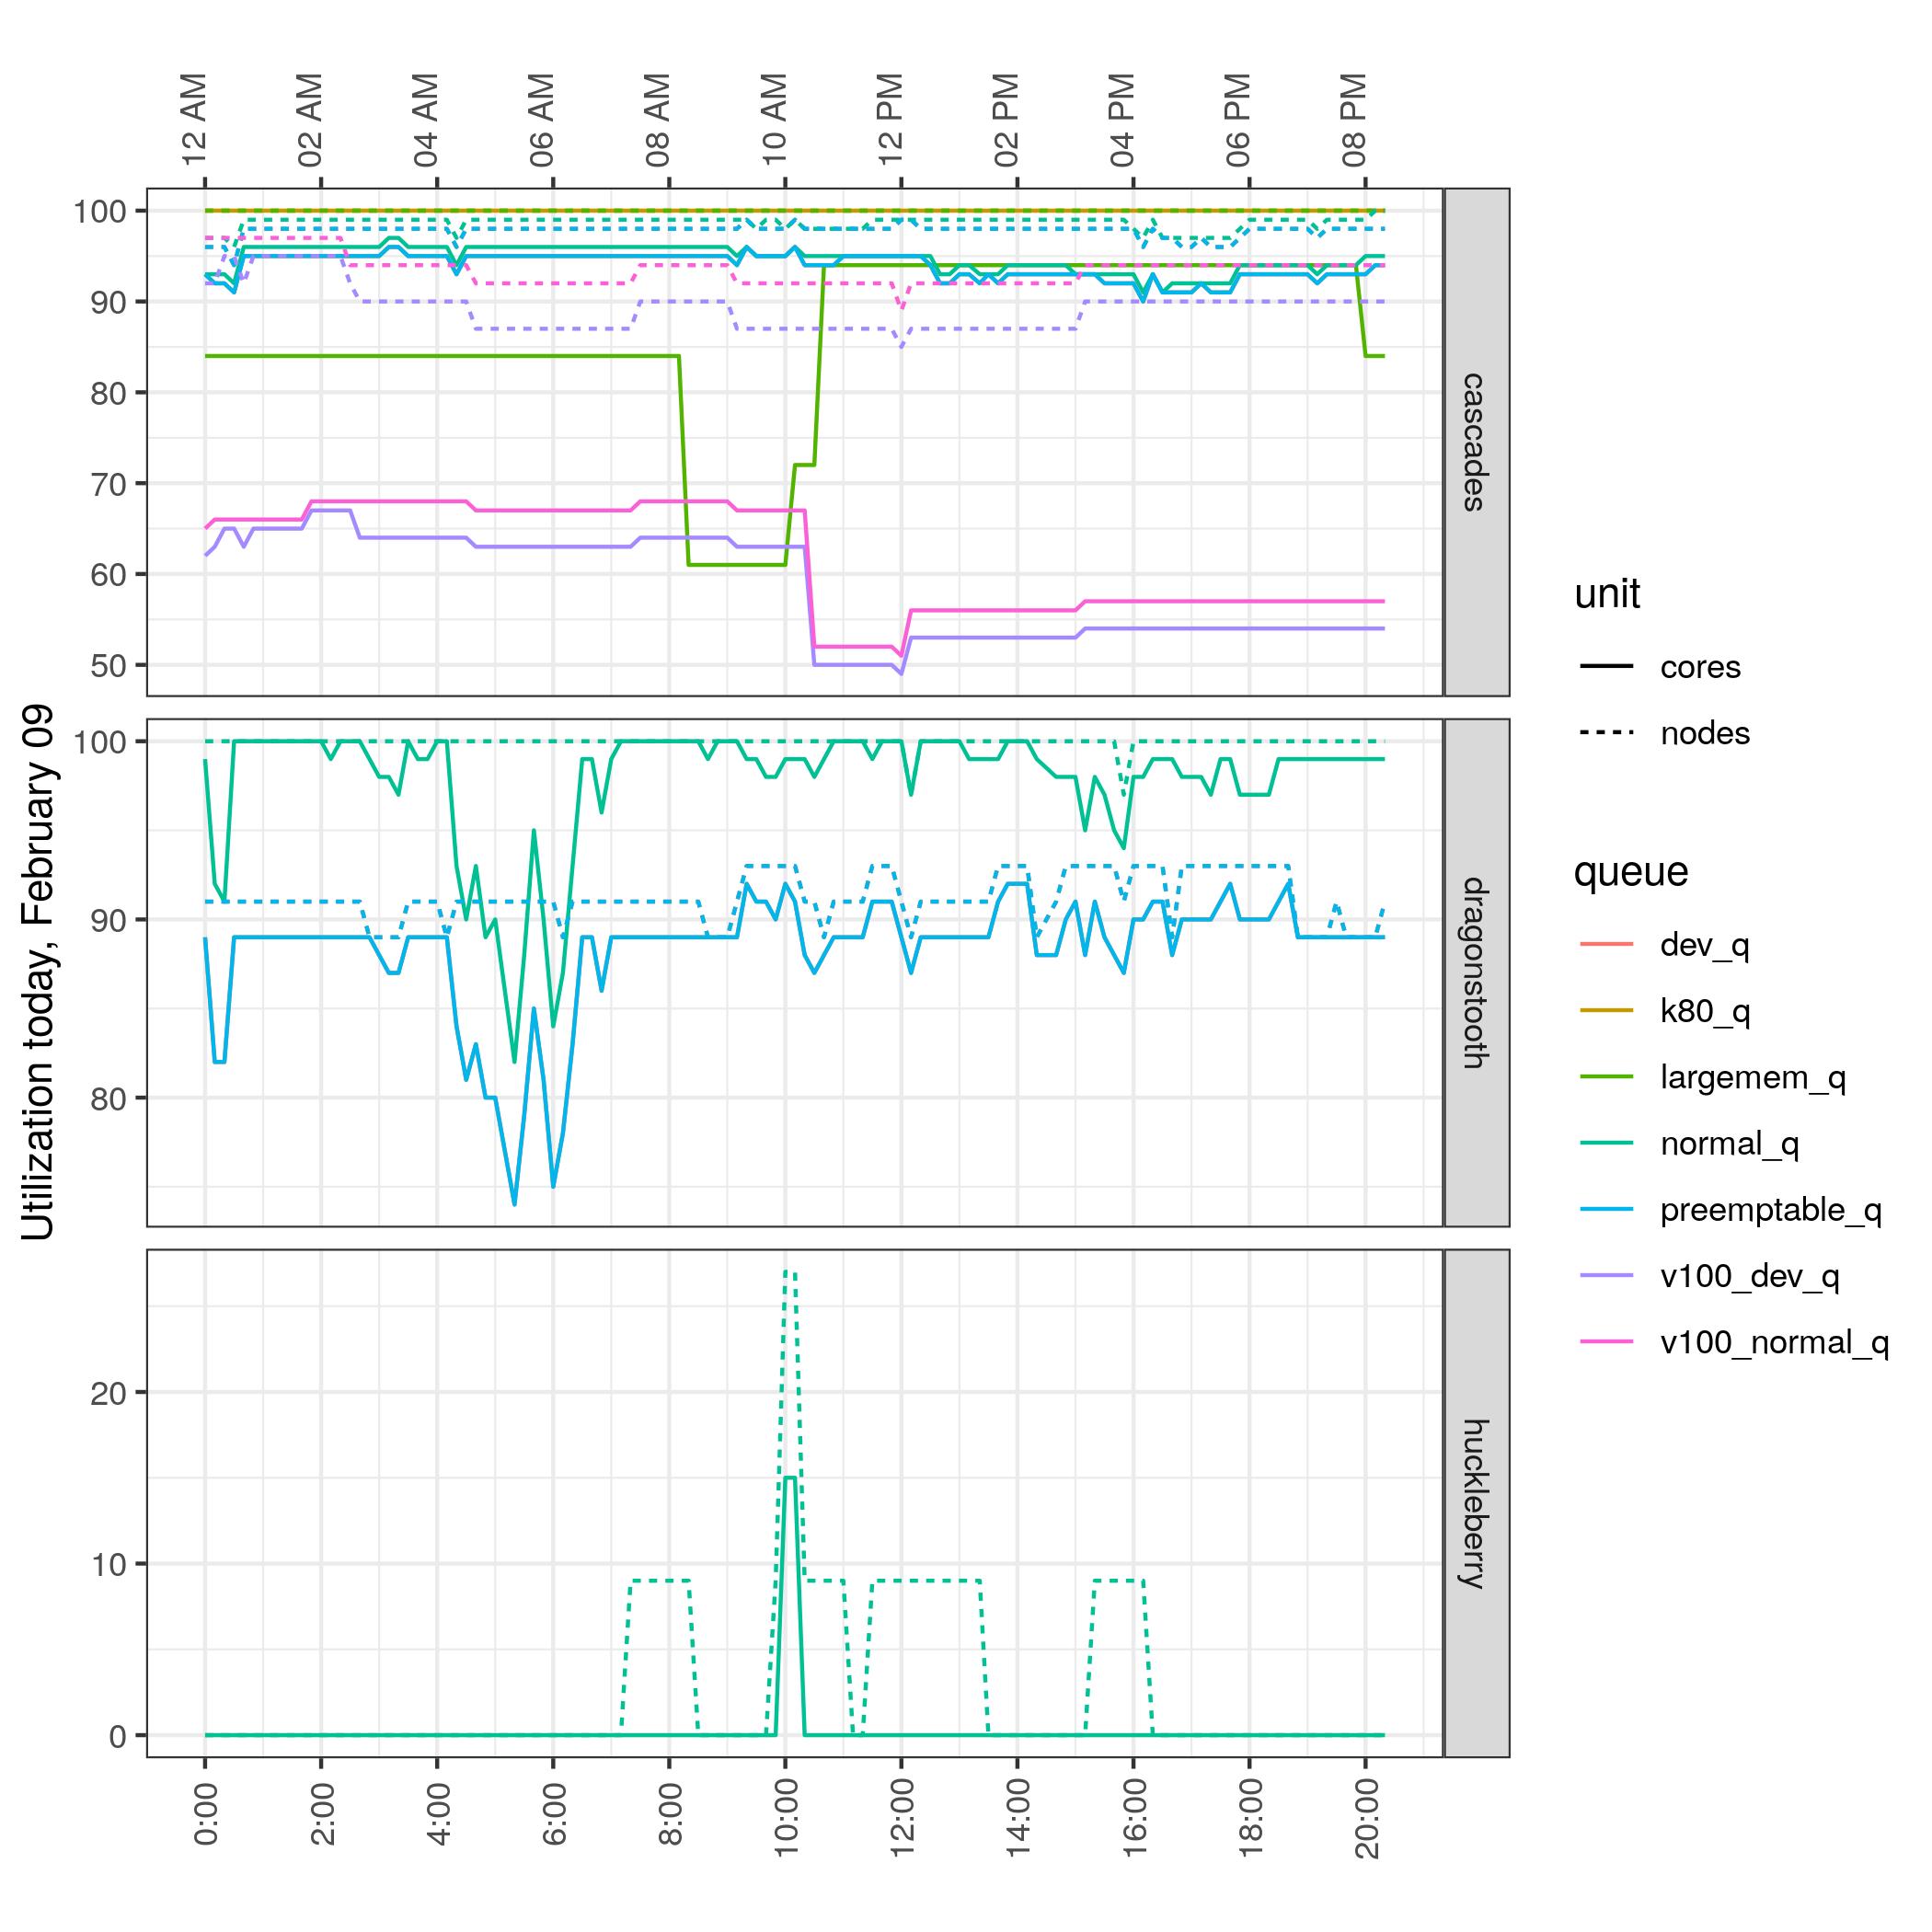 12 AM
02 AM
04 AM
06 AM
08 AM
10 AM
12 PM
02 PM
04 PM
06 PM
08 PM
Utilization today, February 09
100
90
80
70
60
50
cascades
100
90
80
dragonstooth
20
10
0
huckleberry
0:00
2:00
4:00
6:00
8:00
10:00
12:00
14:00
16:00
18:00
20:00
unit
cores
nodes
queue
dev_q
k80_q
largemem_q
normal_q
preemptable_q
v100_dev_q
v100_normal_q